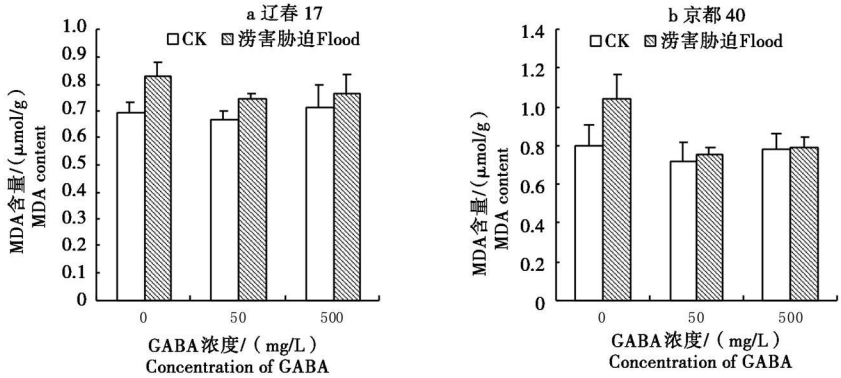 a 辽春 17
CK 涝害胁迫Flood
MDA含量/(μmol/g)
MDA content
1.0
0.9
0.8
0.7
0.6
0.5
0.4
0.3
0.2
0.1
0
0 50 500
GABA浓度/（mg/L）
Concentration of GABA
b 京都 40
CK 涝害胁迫Flood
MDA含量/(μmol/g)
MDA content
1.4
1.2
1.0
0.8
0.6
0.4
0.2
0
0 50 500
GABA浓度/（mg/L）
Concentration of GABA